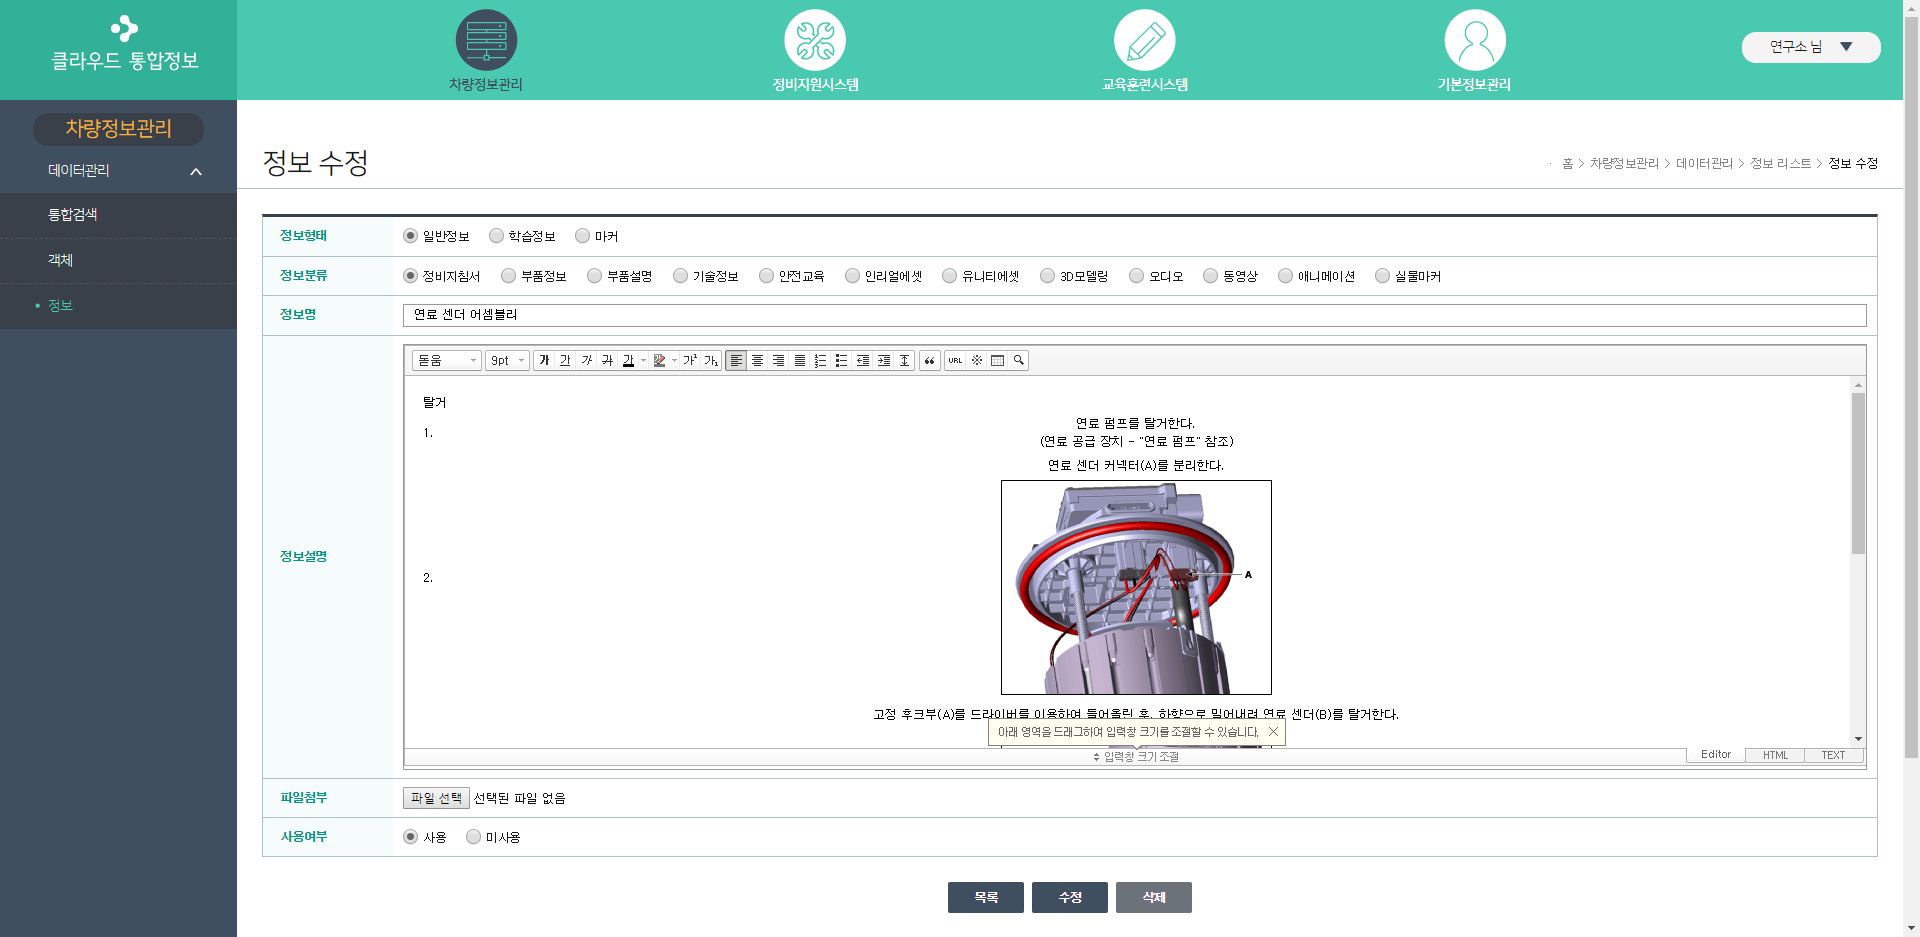 클라우드 통합정보
차량정보관리
정비지원시스템
교육훈련시스템
기본정보관리
연구소 님 ▼
차량정보관리
데이터관리
통합검색
객체
• 정보
정보 수정
· 홈 > 차량정보관리 > 데이터관리 > 정보 리스트 > 정보 수정
정보형태
일반정보 학습정보 마커
정보분류
정비지침서 부품정보 부품설명 기술정보 안전교육 언리얼에셋 유니티에셋 3D모델링 오디오 동영상 애니메이션 실물마커
정보명
연료 센더 어셈블리
정보설명
돋움 9pt 가 가 가 가 가 가¹ 가₁ URL ※
탈거
1.
연료 펌프를 탈거한다.
(연료 공급 장치 - "연료 펌프" 참조)
연료 센더 커넥터(A)를 분리한다.
2.
A
고정 후크부(A)를 드라이버를 이용하여 들어올린 후, 하향으로 밀어내려 연료 센더(B)를 탈거한다.
아래 영역을 드래그하여 입력창 크기를 조절할 수 있습니다.
입력창 크기 조절
Editor HTML TEXT
파일첨부
파일 선택 선택된 파일 없음
사용여부
사용 미사용
목록 수정 삭제